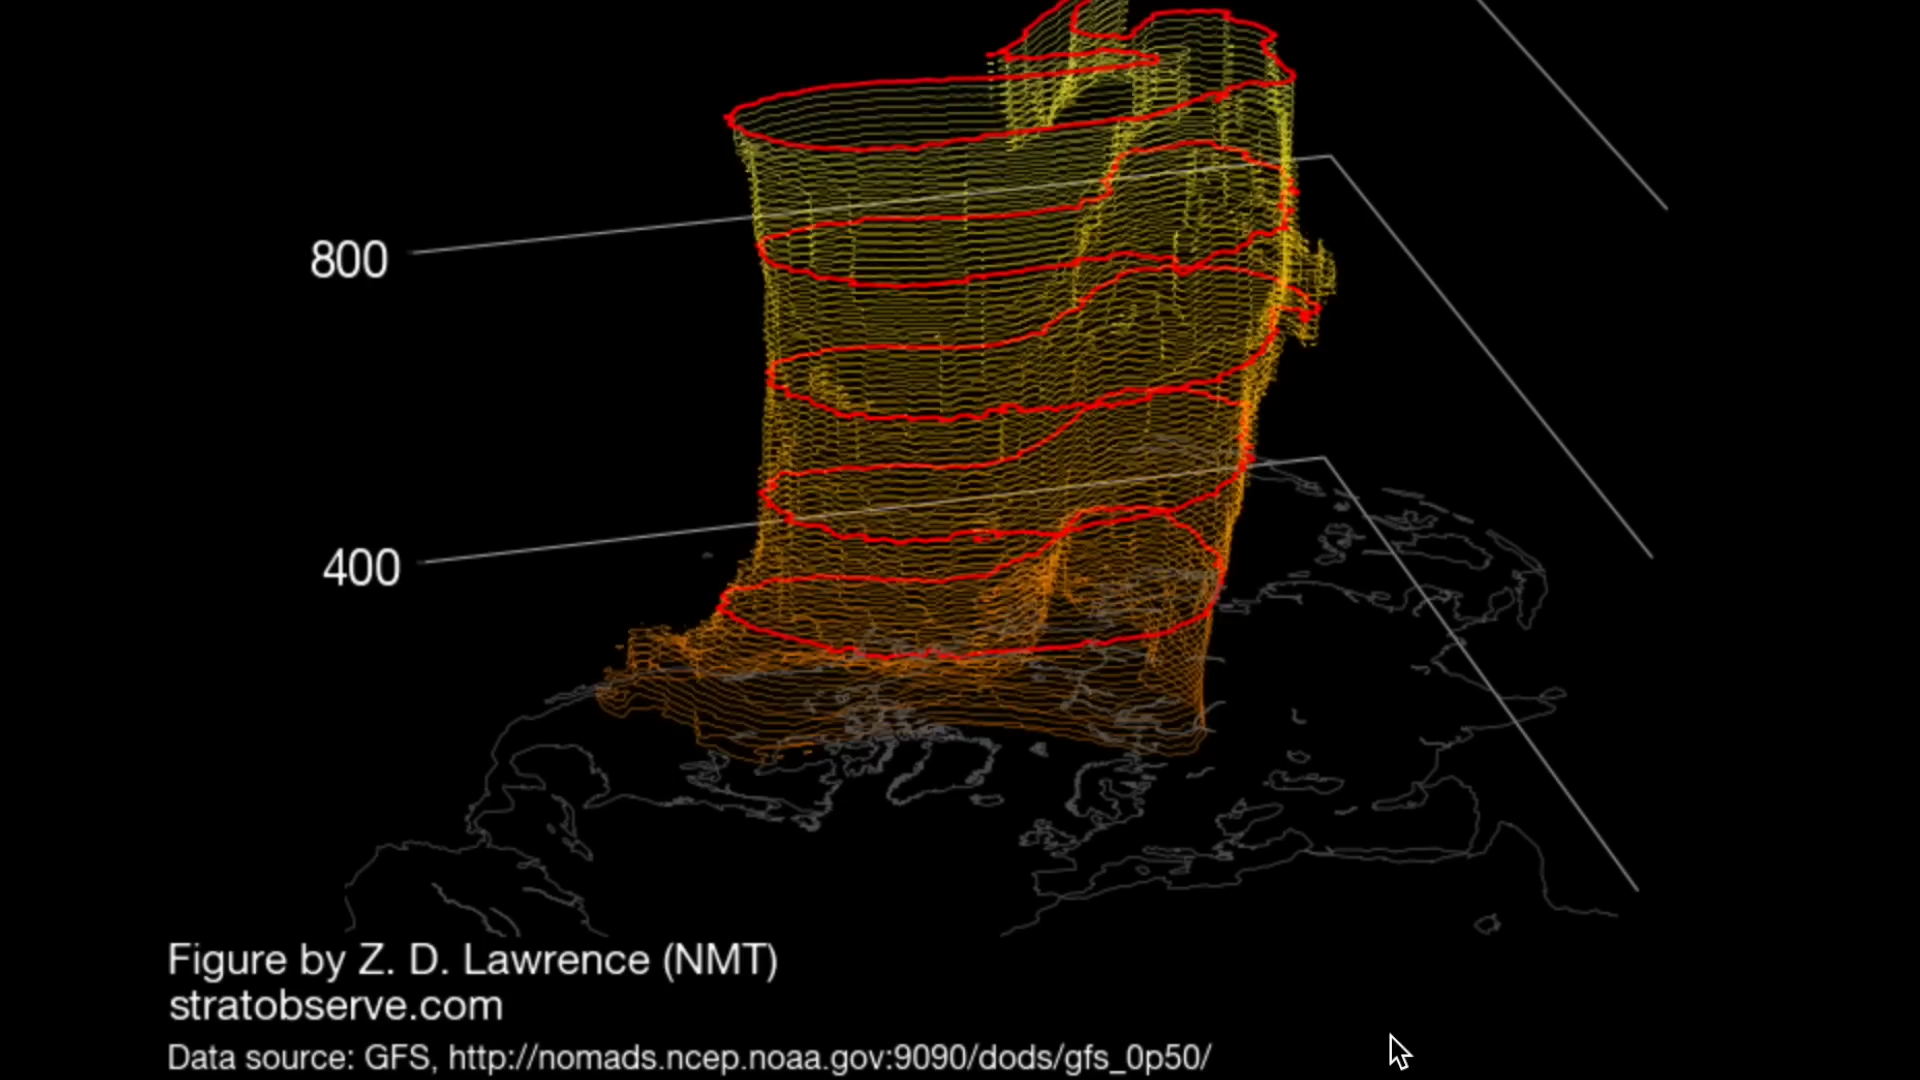 800
400
Figure by Z. D. Lawrence (NMT)
stratobserve.com
Data source: GFS, http://nomads.ncep.noaa.gov:9090/dods/gfs_0p50/